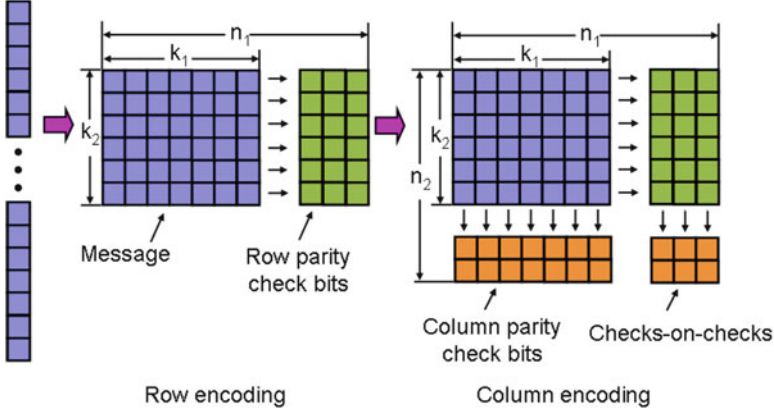 n1
k1
k2
Message
Row parity
check bits
Row encoding
n1
k1
k2
n2
Column parity
check bits
Checks-on-checks
Column encoding